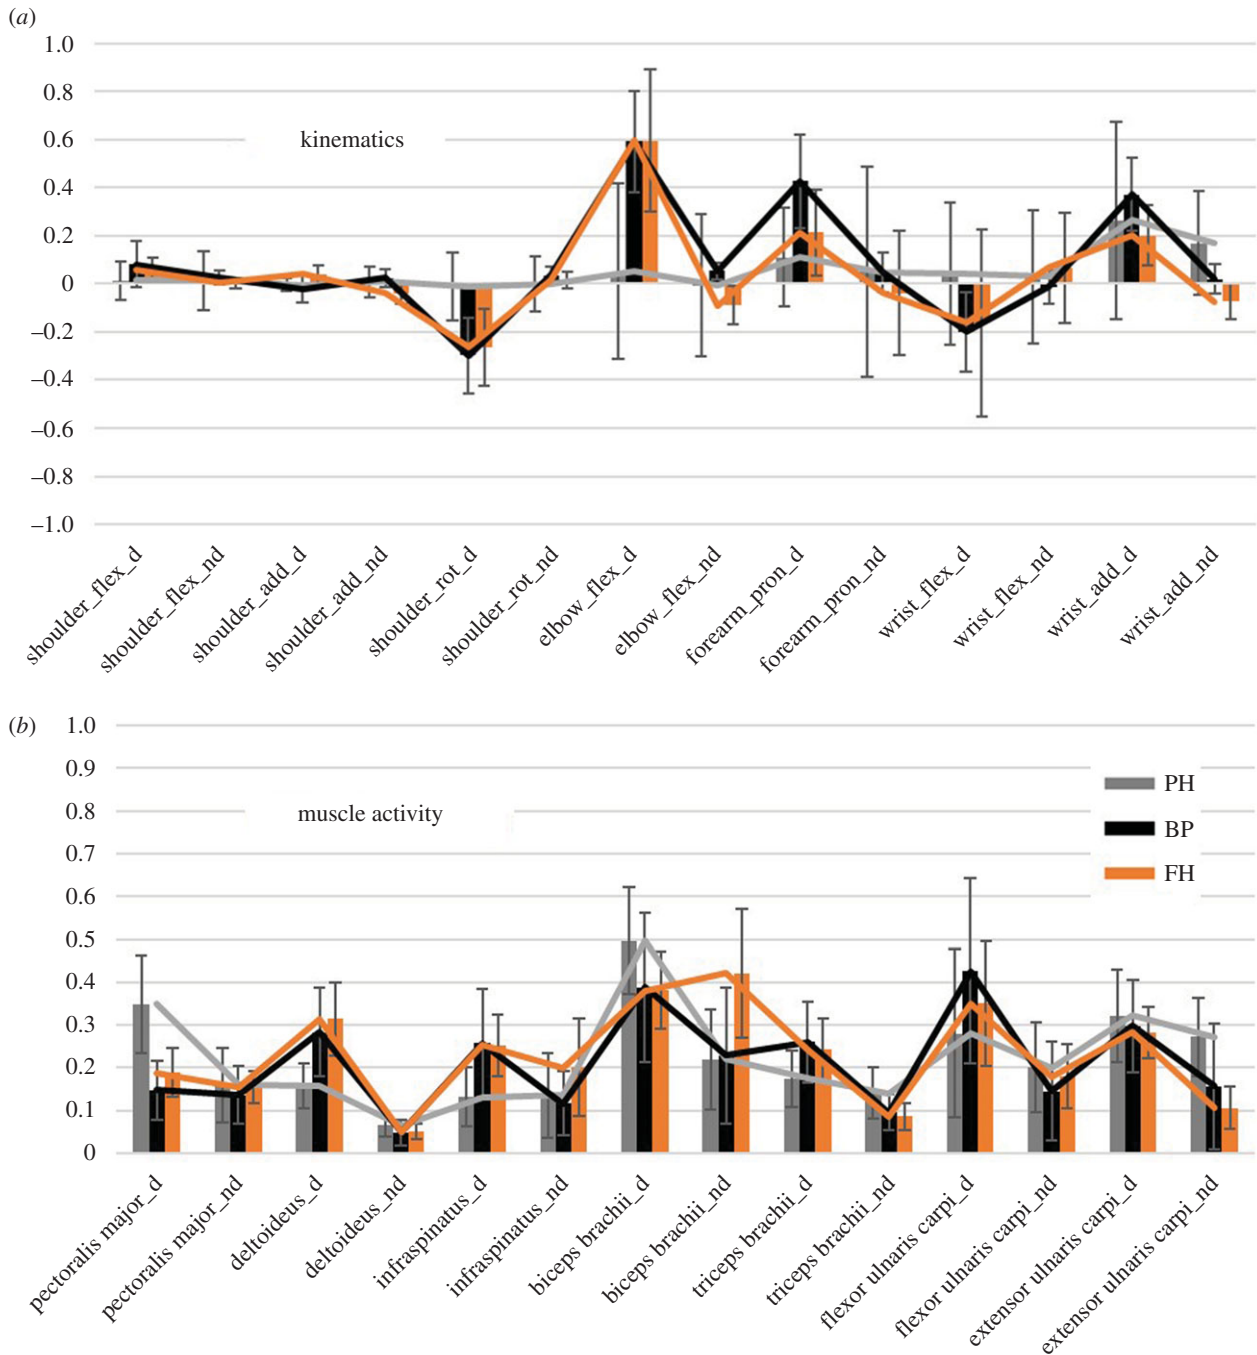 (a)
1.0
0.8
0.6
kinematics
0.4
0.2
0
–0.2
–0.4
–0.6
–0.8
–1.0
shoulder_flex_d
shoulder_flex_nd
shoulder_add_d
shoulder_add_nd
shoulder_rot_d
shoulder_rot_nd
elbow_flex_d
elbow_flex_nd
forearm_pron_d
forearm_pron_nd
wrist_flex_d
wrist_flex_nd
wrist_add_d
wrist_add_nd
(b)
1.0
0.9
0.8
muscle activity
0.7
0.6
0.5
0.4
0.3
0.2
0.1
0
PH
BP
FH
pectoralis major_d
pectoralis major_nd
deltoideus_d
deltoideus_nd
infraspinatus_d
infraspinatus_nd
biceps brachii_d
biceps brachii_nd
triceps brachii_d
triceps brachii_nd
flexor ulnaris carpi_d
flexor ulnaris carpi_nd
extensor ulnaris carpi_d
extensor ulnaris carpi_nd